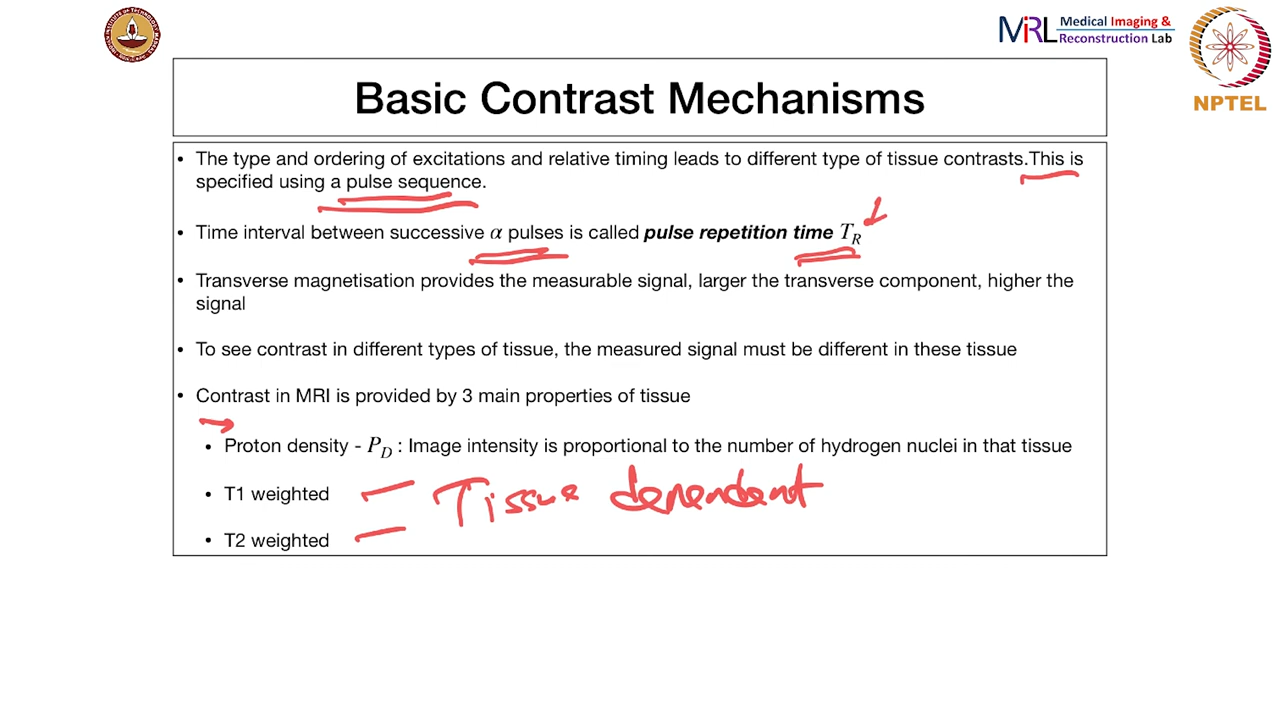 MIRL Medical Imaging &
Reconstruction Lab
NPTEL
Basic Contrast Mechanisms
• The type and ordering of excitations and relative timing leads to different type of tissue contrasts.This is
specified using a pulse sequence.
• Time interval between successive α pulses is called pulse repetition time T_R
• Transverse magnetisation provides the measurable signal, larger the transverse component, higher the
signal
• To see contrast in different types of tissue, the measured signal must be different in these tissue
• Contrast in MRI is provided by 3 main properties of tissue
• Proton density - P_D : Image intensity is proportional to the number of hydrogen nuclei in that tissue
• T1 weighted — Tissue dependent
• T2 weighted —